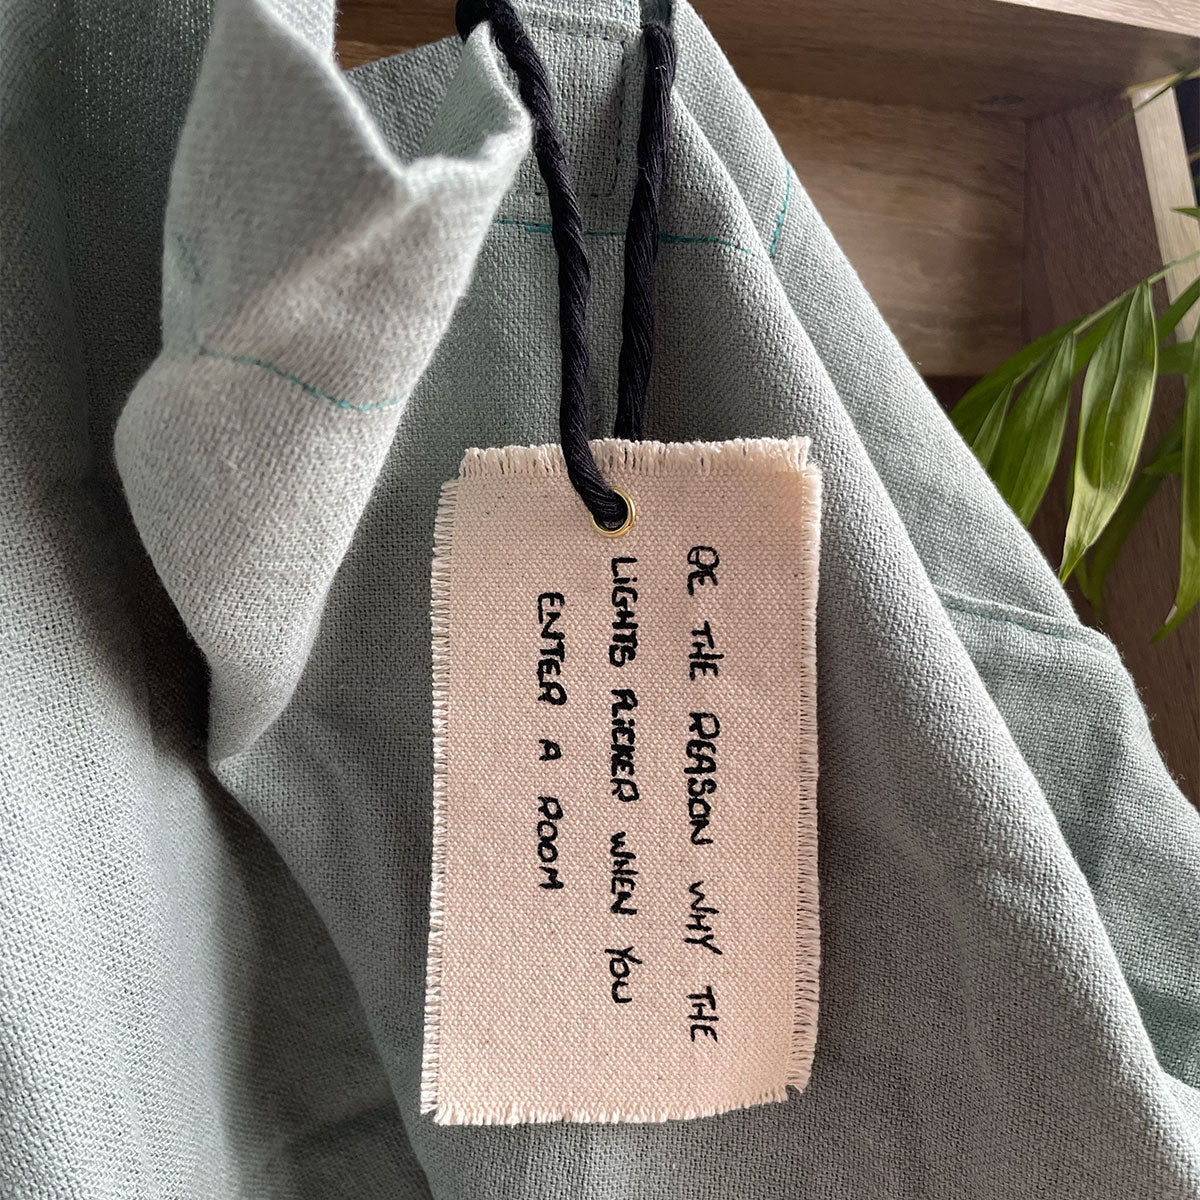 BE THE REASON WHY THE
LIGHTS FLICKER WHEN YOU
ENTER A ROOM